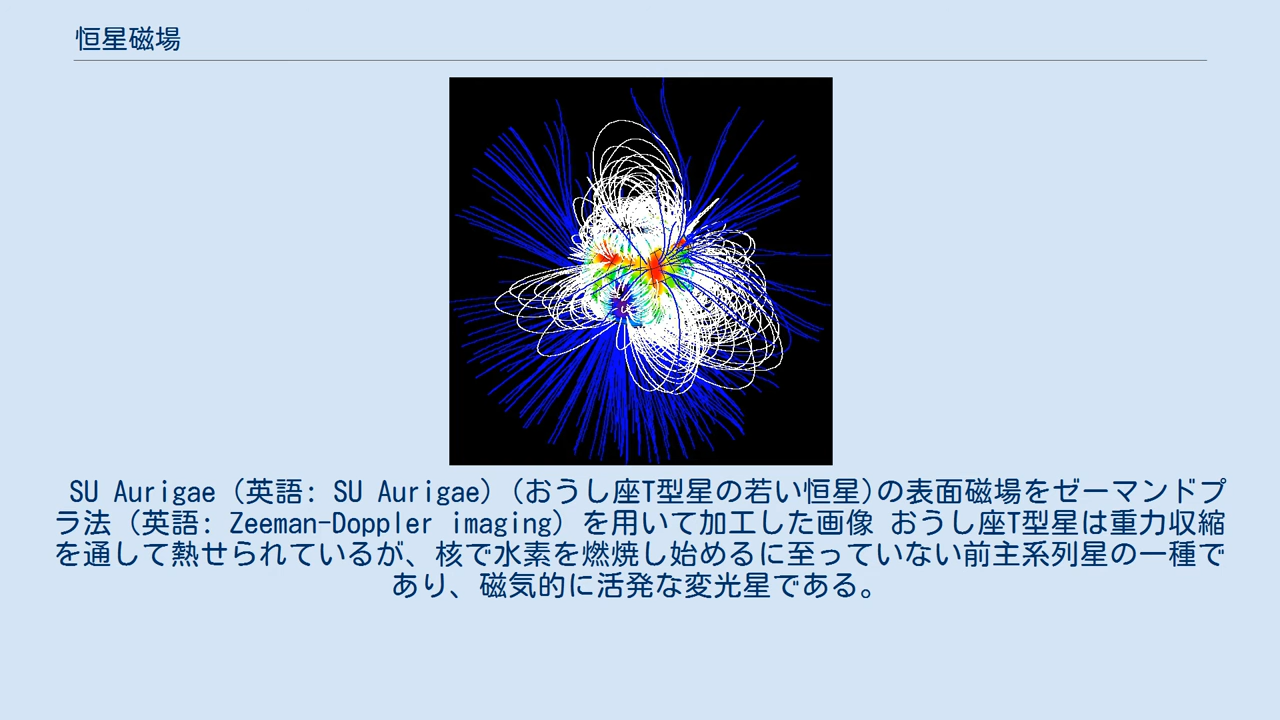 恒星磁場
SU Aurigae (英語: SU Aurigae) (おうし座T型星の若い恒星)の表面磁場をゼーマンドプ
ラ法 (英語: Zeeman-Doppler imaging) を用いて加工した画像 おうし座T型星は重力収縮
を通して熱せられているが、核で水素を燃焼し始めるに至っていない前主系列星の一種で
あり、磁気的に活発な変光星である。